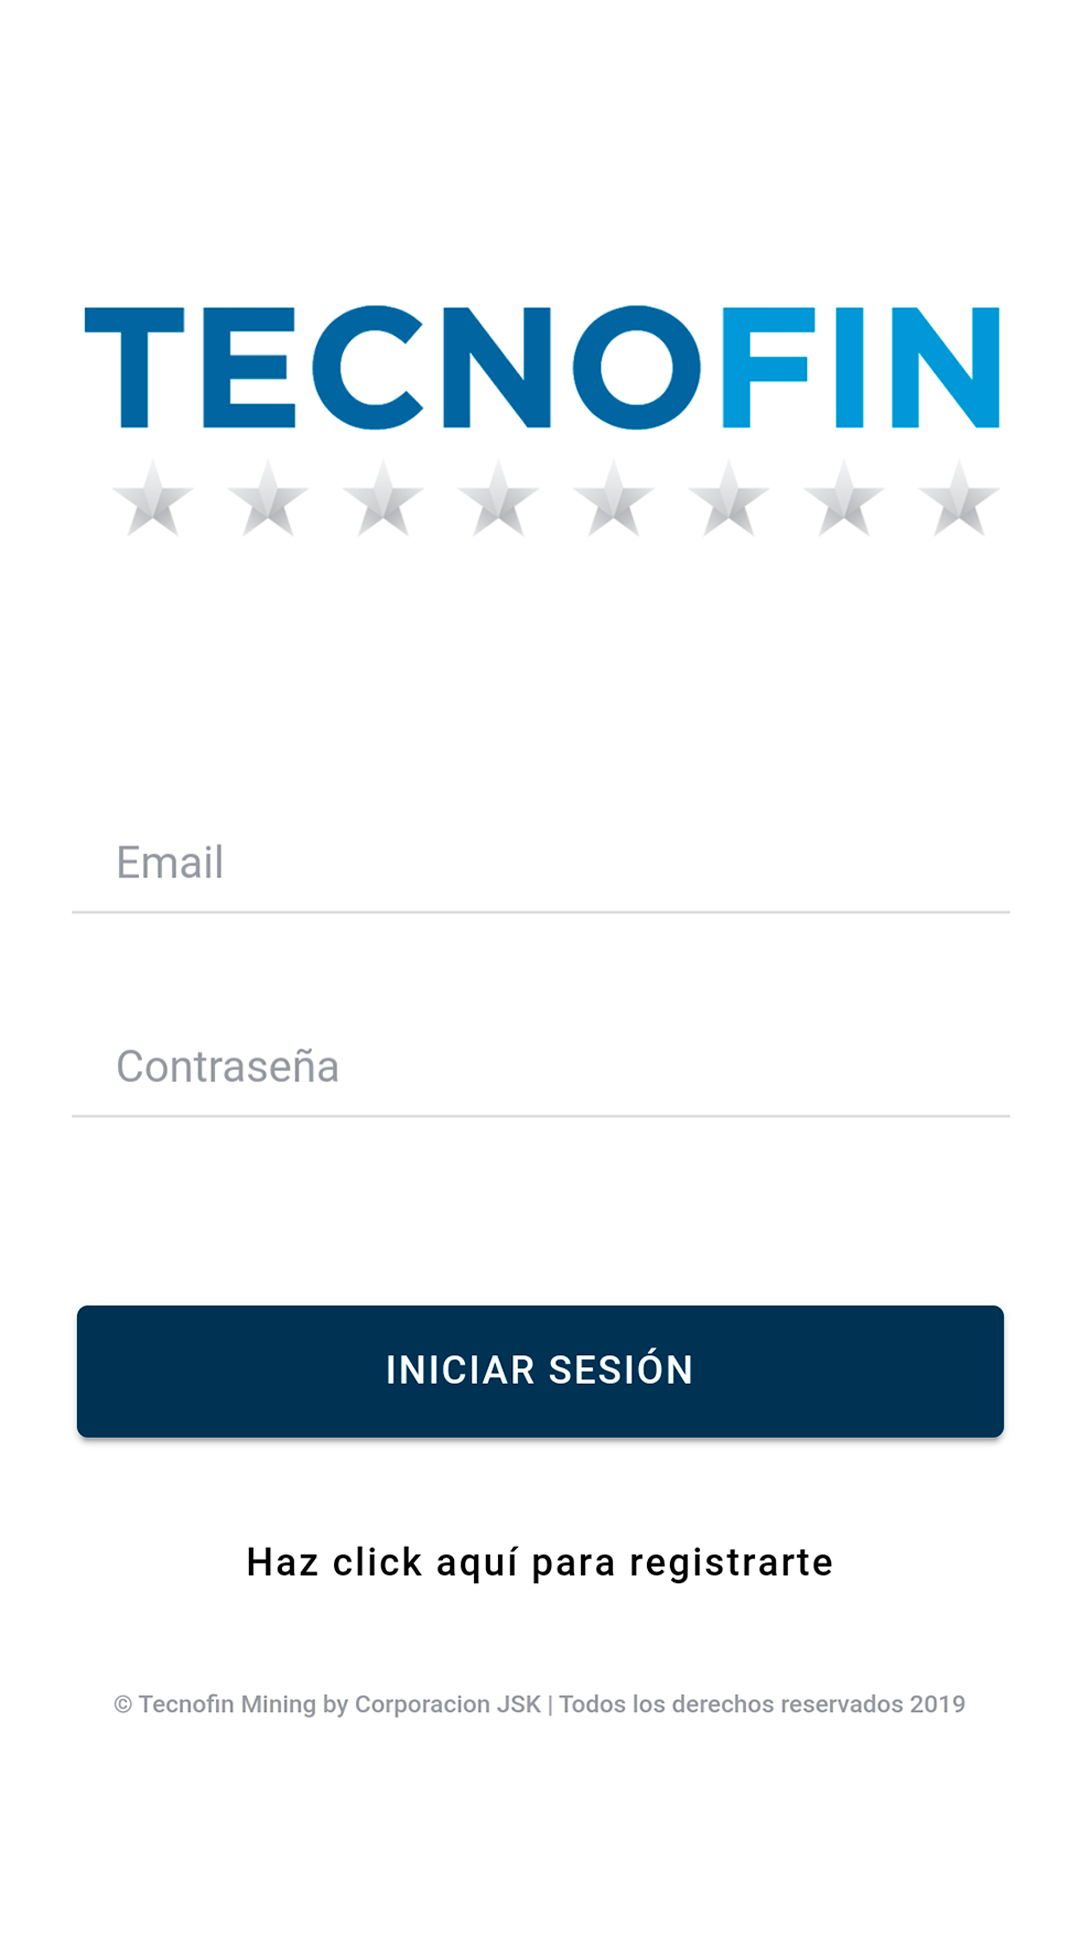 TECNOFIN
Email
Contraseña
INICIAR SESIÓN
Haz click aquí para registrarte
© Tecnofin Mining by Corporacion JSK | Todos los derechos reservados 2019